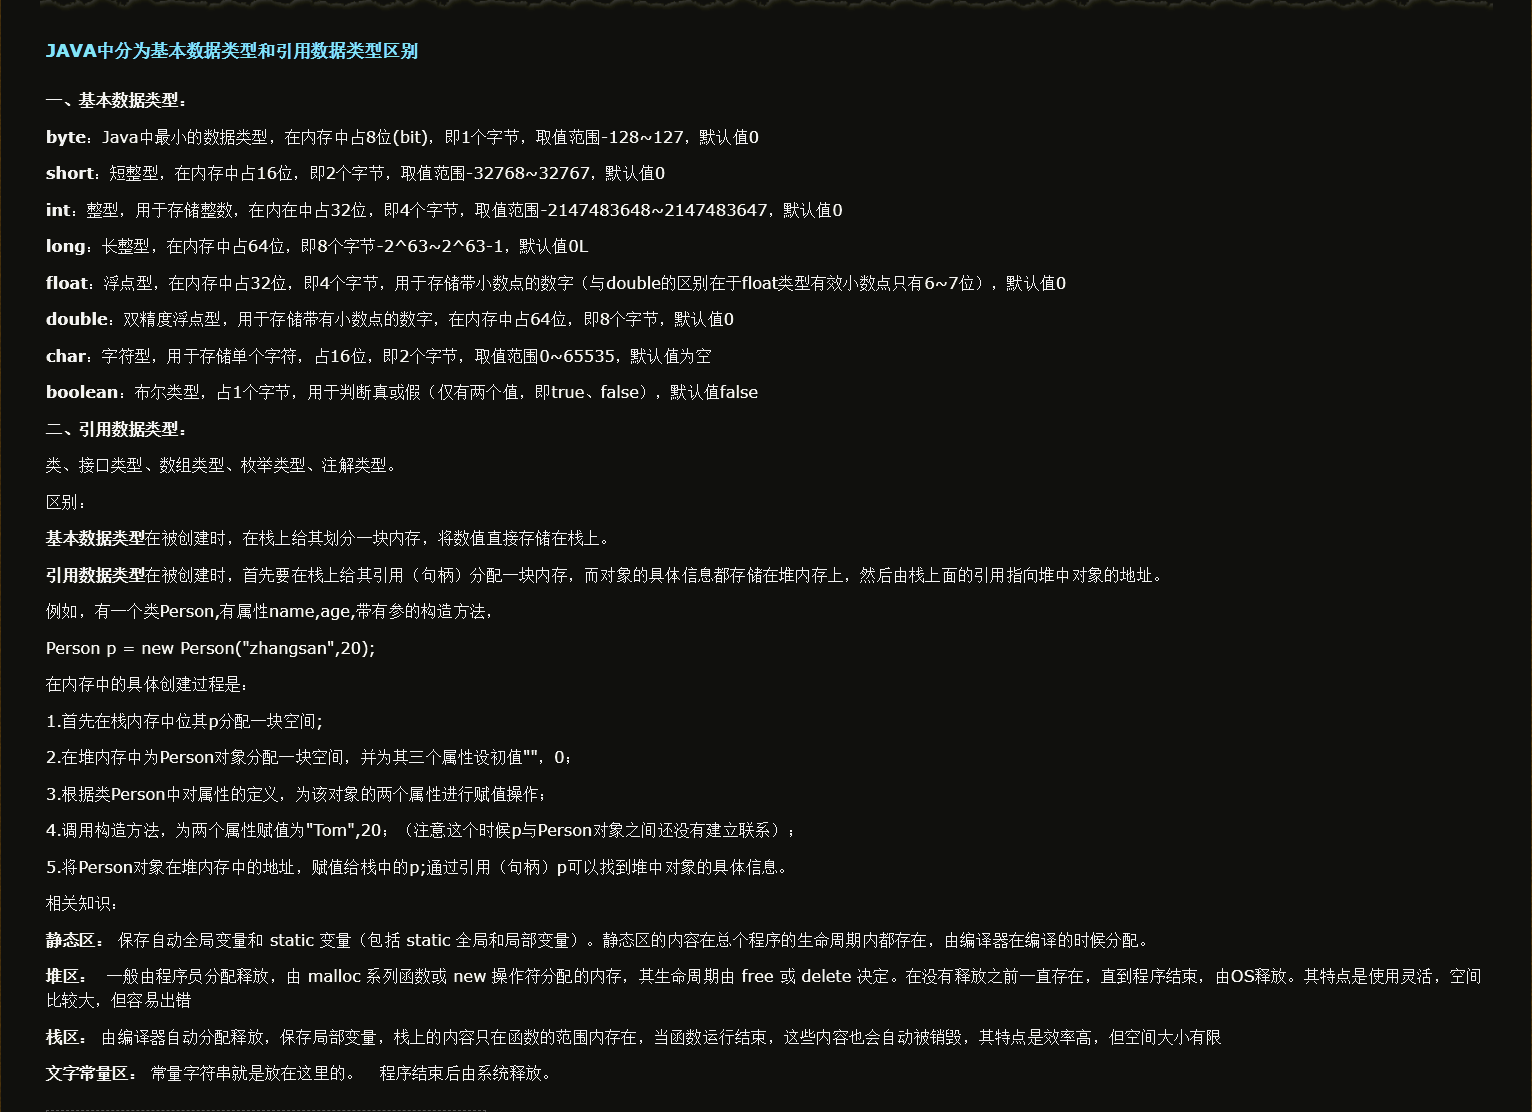 JAVA中分为基本数据类型和引用数据类型区别
一、基本数据类型：
byte：Java中最小的数据类型，在内存中占8位(bit)，即1个字节，取值范围-128~127，默认值0
short：短整型，在内存中占16位，即2个字节，取值范围-32768~32767，默认值0
int：整型，用于存储整数，在内在中占32位，即4个字节，取值范围-2147483648~2147483647，默认值0
long：长整型，在内存中占64位，即8个字节-2^63~2^63-1，默认值0L
float：浮点型，在内存中占32位，即4个字节，用于存储带小数点的数字（与double的区别在于float类型有效小数点只有6~7位），默认值0
double：双精度浮点型，用于存储带有小数点的数字，在内存中占64位，即8个字节，默认值0
char：字符型，用于存储单个字符，占16位，即2个字节，取值范围0~65535，默认值为空
boolean：布尔类型，占1个字节，用于判断真或假（仅有两个值，即true、false），默认值false
二、引用数据类型：
类、接口类型、数组类型、枚举类型、注解类型。
区别：
基本数据类型在被创建时，在栈上给其划分一块内存，将数值直接存储在栈上。
引用数据类型在被创建时，首先要在栈上给其引用（句柄）分配一块内存，而对象的具体信息都存储在堆内存上，然后由栈上面的引用指向堆中对象的地址。
例如，有一个类Person,有属性name,age,带有参的构造方法，
Person p = new Person("zhangsan",20);
在内存中的具体创建过程是：
1.首先在栈内存中位其p分配一块空间;
2.在堆内存中为Person对象分配一块空间，并为其三个属性设初值""，0；
3.根据类Person中对属性的定义，为该对象的两个属性进行赋值操作；
4.调用构造方法，为两个属性赋值为"Tom",20；（注意这个时候p与Person对象之间还没有建立联系）；
5.将Person对象在堆内存中的地址，赋值给栈中的p;通过引用（句柄）p可以找到堆中对象的具体信息。
相关知识：
静态区： 保存自动全局变量和 static 变量（包括 static 全局和局部变量）。静态区的内容在总个程序的生命周期内都存在，由编译器在编译的时候分配。
堆区： 一般由程序员分配释放，由 malloc 系列函数或 new 操作符分配的内存，其生命周期由 free 或 delete 决定。在没有释放之前一直存在，直到程序结束，由OS释放。其特点是使用灵活，空间
比较大，但容易出错
栈区： 由编译器自动分配释放，保存局部变量，栈上的内容只在函数的范围内存在，当函数运行结束，这些内容也会自动被销毁，其特点是效率高，但空间大小有限
文字常量区： 常量字符串就是放在这里的。 程序结束后由系统释放。